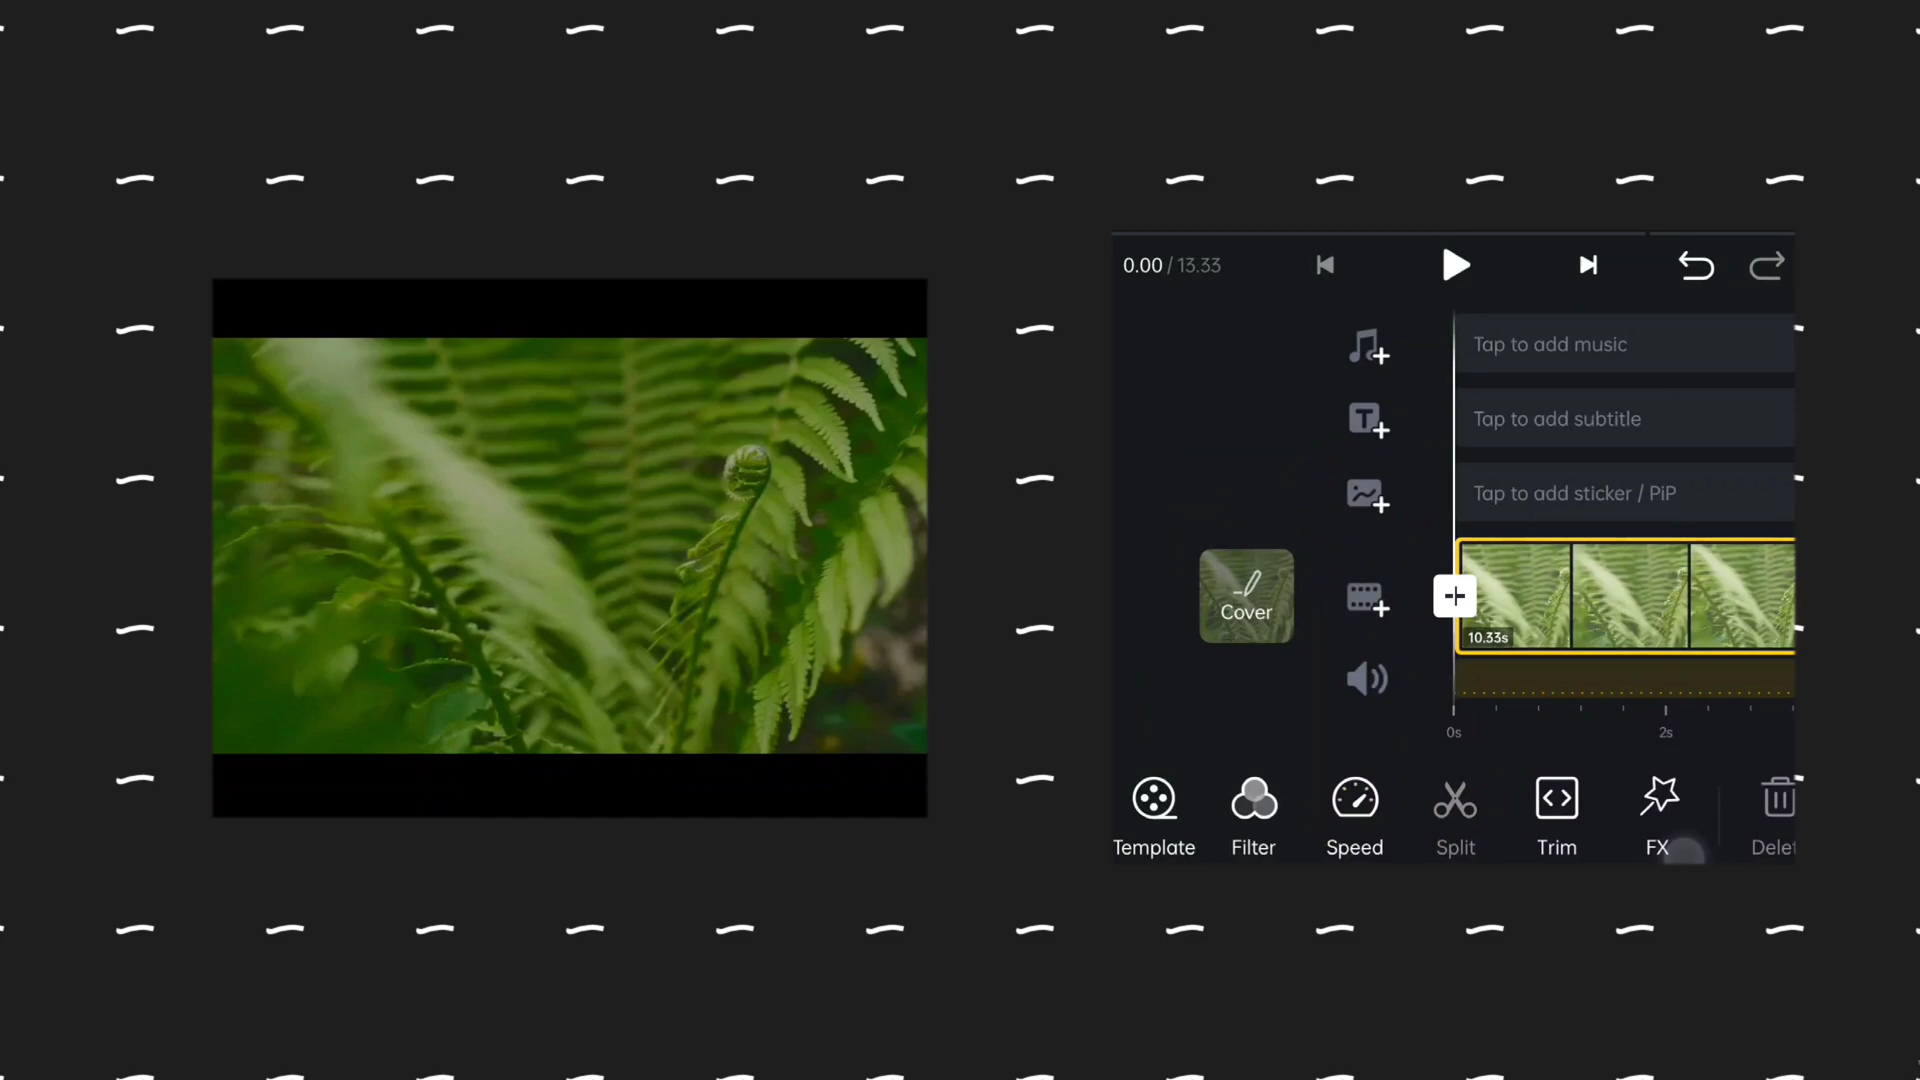 0.00 / 13.33
Tap to add music
Tap to add subtitle
Tap to add sticker / PiP
Cover
10.33s
0s 2s
Template Filter Speed Split Trim FX Delet